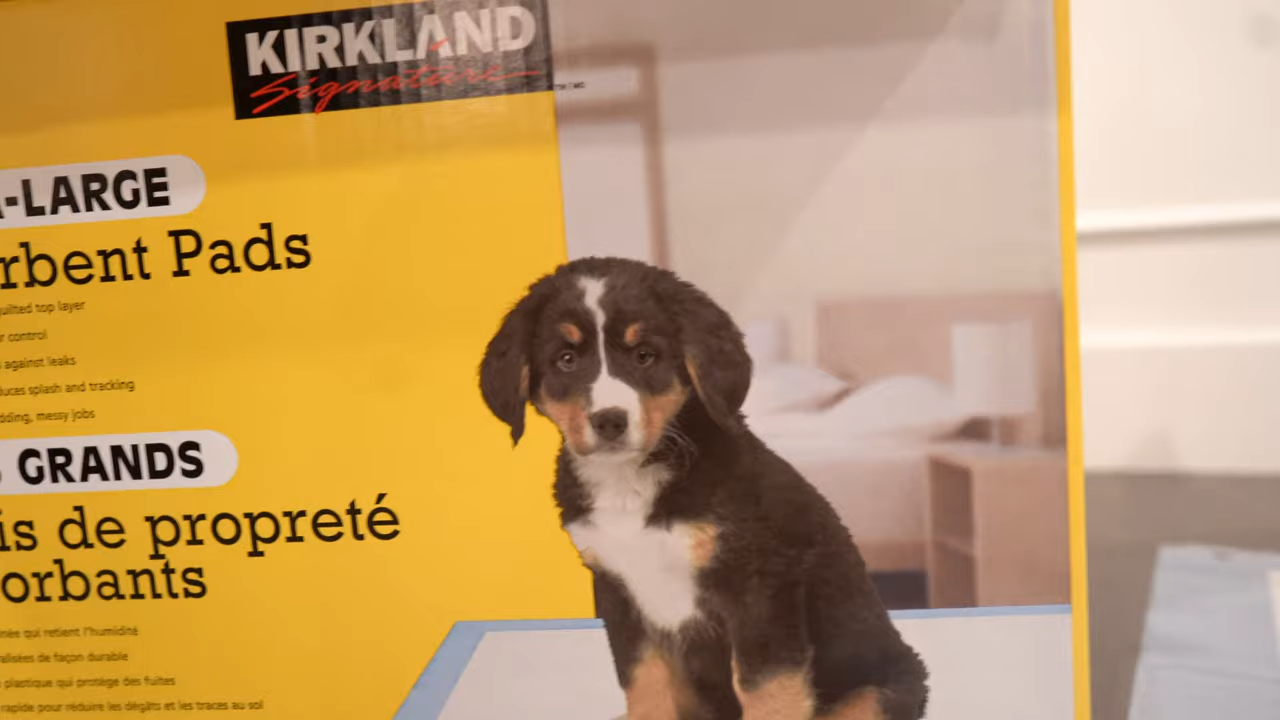 KIRKLAND
Signature
-LARGE
rbent Pads
uilted top layer
r control
against leaks
duces splash and tracking
dding, messy jobs
GRANDS
is de propreté
orbants
née qui retient l'humidité
alisées de façon durable
plastique qui protège des fuites
rapide pour réduire les dégâts et les traces au sol